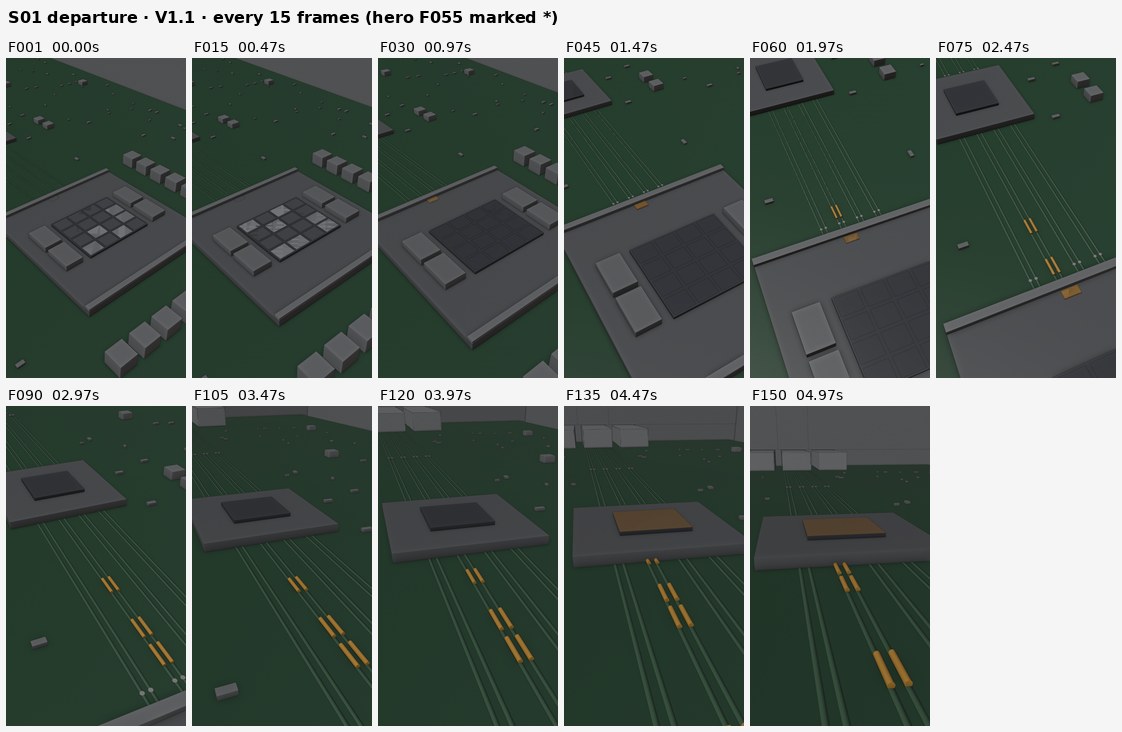 S01 departure · V1.1 · every 15 frames (hero F055 marked *)
F001 00.00s
F015 00.47s
F030 00.97s
F045 01.47s
F060 01.97s
F075 02.47s
F090 02.97s
F105 03.47s
F120 03.97s
F135 04.47s
F150 04.97s